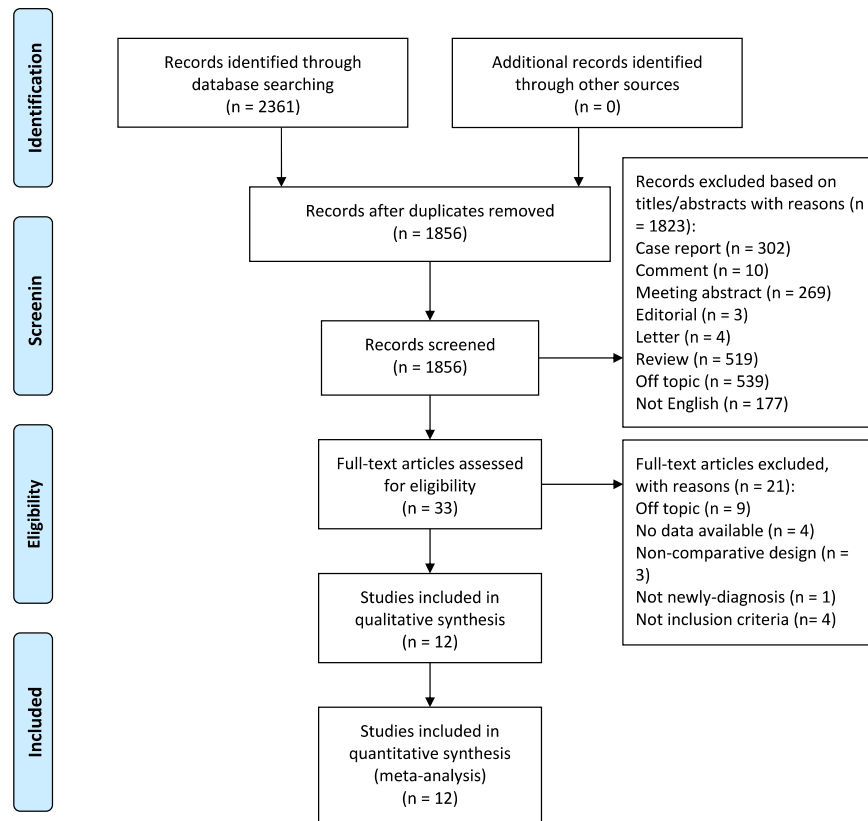 Identification
Records identified through
database searching
(n = 2361)
Additional records identified
through other sources
(n = 0)
Records after duplicates removed
(n = 1856)
Screenin
Records screened
(n = 1856)
Records excluded based on
titles/abstracts with reasons (n
= 1823):
Case report (n = 302)
Comment (n = 10)
Meeting abstract (n = 269)
Editorial (n = 3)
Letter (n = 4)
Review (n = 519)
Off topic (n = 539)
Not English (n = 177)
Eligibility
Full-text articles assessed
for eligibility
(n = 33)
Full-text articles excluded,
with reasons (n = 21):
Off topic (n = 9)
No data available (n = 4)
Non-comparative design (n =
3)
Not newly-diagnosis (n = 1)
Not inclusion criteria (n= 4)
Studies included in
qualitative synthesis
(n = 12)
Included
Studies included in
quantitative synthesis
(meta-analysis)
(n = 12)